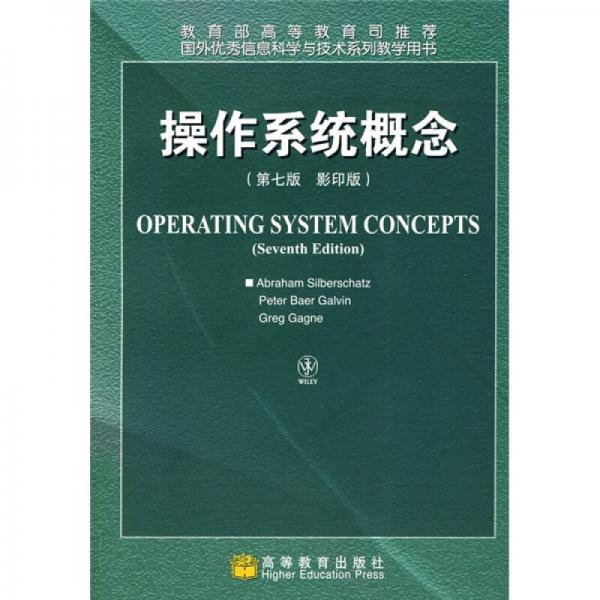 教育部高等教育司推荐
国外优秀信息科学与技术系列教学用书
操作系统概念
(第七版 影印版)
OPERATING SYSTEM CONCEPTS
(Seventh Edition)
■ Abraham Silberschatz
Peter Baer Galvin
Greg Gagne
WILEY
高等教育出版社
Higher Education Press